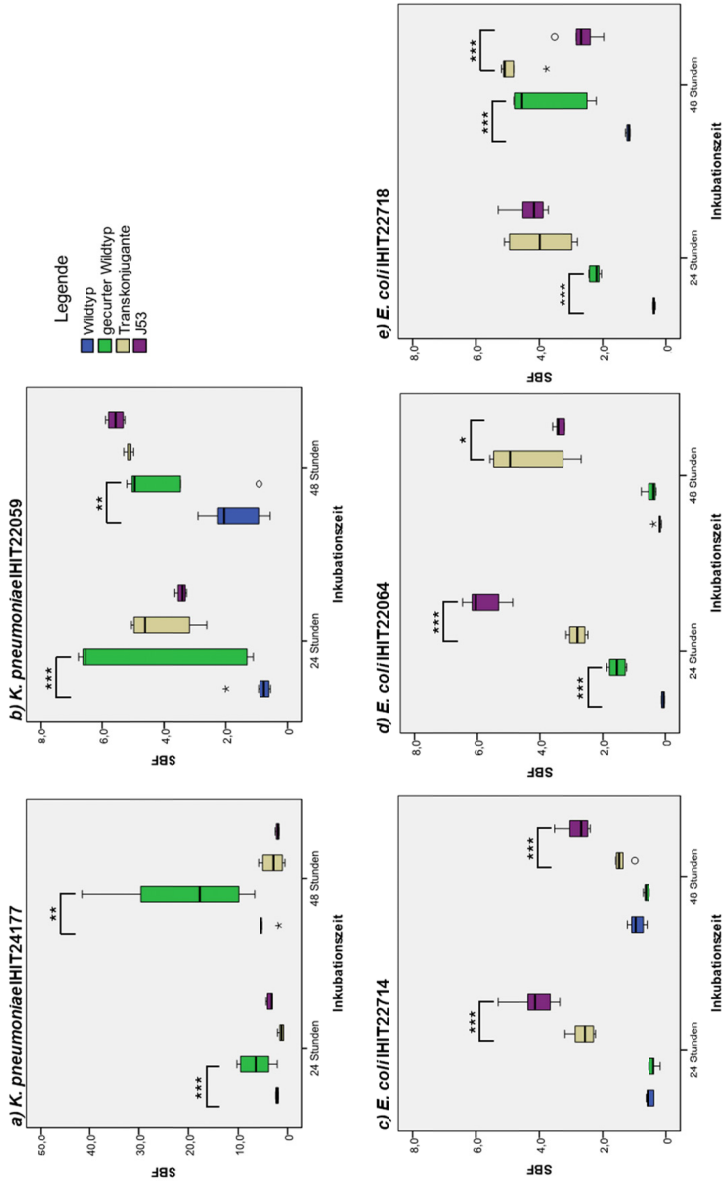 a) K. pneumoniae IHIT24177
SBF
50,0
40,0
30,0
20,0
10,0
0
***
**
*
24 Stunden
48 Stunden
Inkubationszeit
b) K. pneumoniae IHIT22059
SBF
8,0
6,0
4,0
2,0
0
***
*
**
24 Stunden
48 Stunden
Inkubationszeit
Legende
Wildtyp
gecurter Wildtyp
Transkonjugante
J53
c) E. coli IHIT22714
SBF
8,0
6,0
4,0
2,0
0
***
***
24 Stunden
48 Stunden
Inkubationszeit
d) E. coli IHIT22064
SBF
8,0
6,0
4,0
2,0
0
***
***
*
*
24 Stunden
48 Stunden
Inkubationszeit
e) E. coli IHIT22718
SBF
8,0
6,0
4,0
2,0
0
***
***
***
*
24 Stunden
48 Stunden
Inkubationszeit